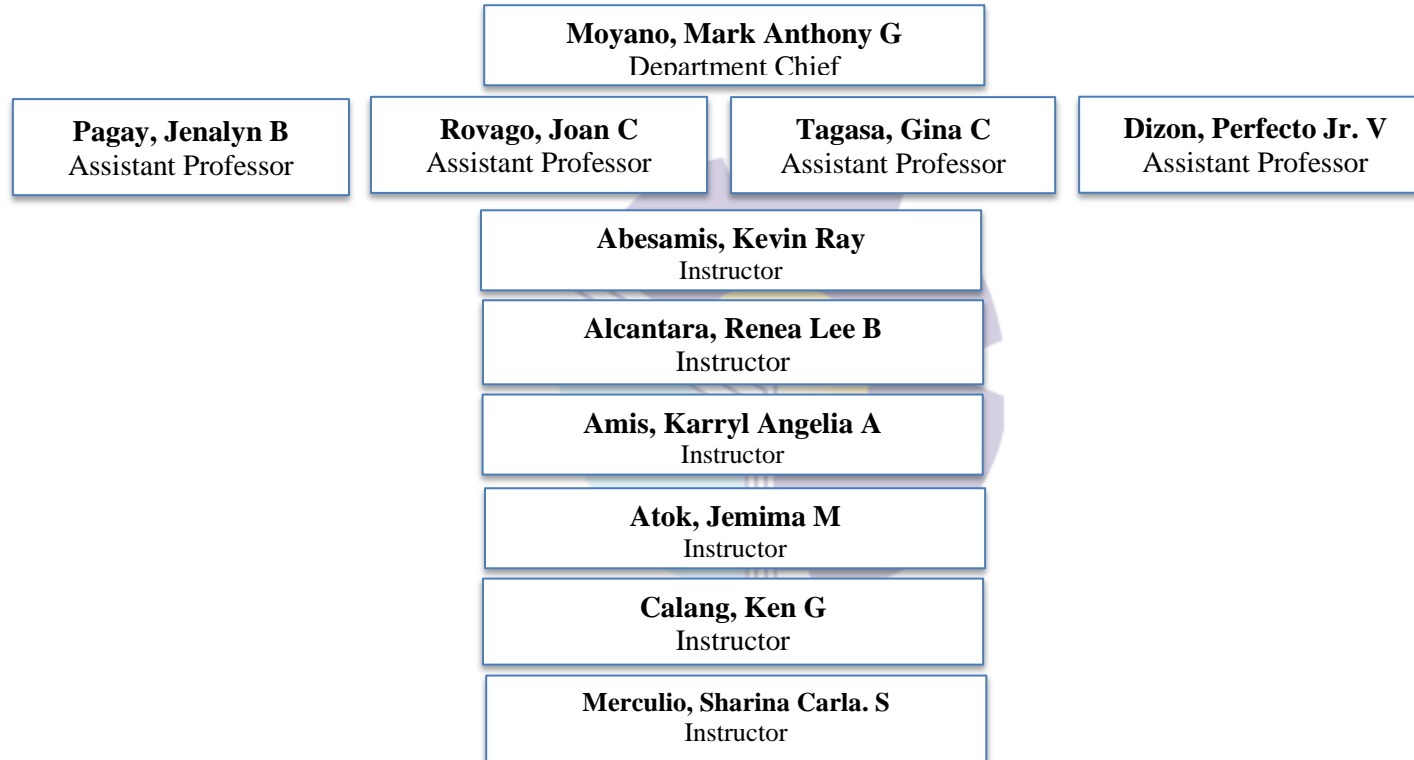 Moyano, Mark Anthony G
Department Chief
Pagay, Jenalyn B
Assistant Professor
Rovago, Joan C
Assistant Professor
Tagasa, Gina C
Assistant Professor
Dizon, Perfecto Jr. V
Assistant Professor
Abesamis, Kevin Ray
Instructor
Alcantara, Renea Lee B
Instructor
Amis, Karryl Angelia A
Instructor
Atok, Jemima M
Instructor
Calang, Ken G
Instructor
Merculio, Sharina Carla. S
Instructor